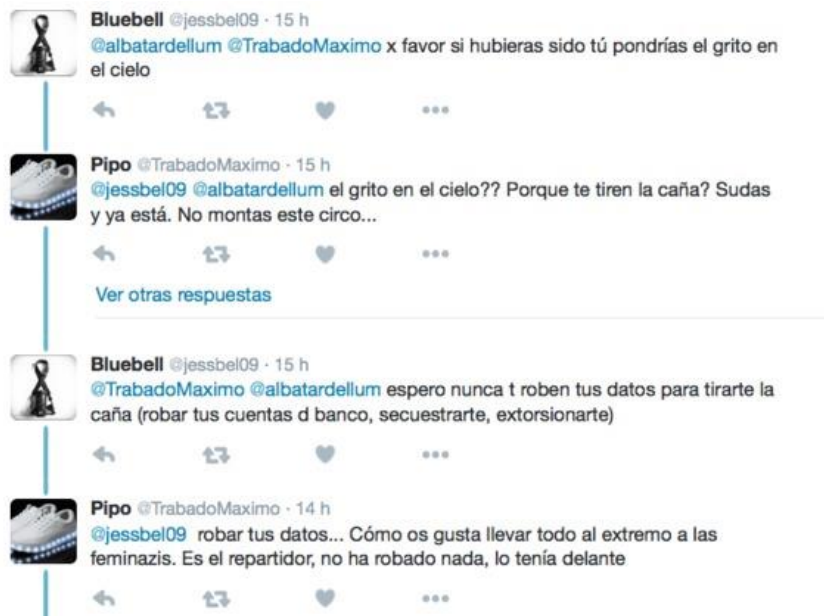 Bluebell @jessbel09 · 15 h
@albatardellum @TrabadoMaximo x favor si hubieras sido tú pondrías el grito en
el cielo
Pipo @TrabadoMaximo · 15 h
@jessbel09 @albatardellum el grito en el cielo?? Porque te tiren la caña? Sudas
y ya está. No montas este circo...
Ver otras respuestas
Bluebell @jessbel09 · 15 h
@TrabadoMaximo @albatardellum espero nunca t roben tus datos para tirarte la
caña (robar tus cuentas d banco, secuestrarte, extorsionarte)
Pipo @TrabadoMaximo · 14 h
@jessbel09 robar tus datos... Cómo os gusta llevar todo al extremo a las
feminazis. Es el repartidor, no ha robado nada, lo tenía delante